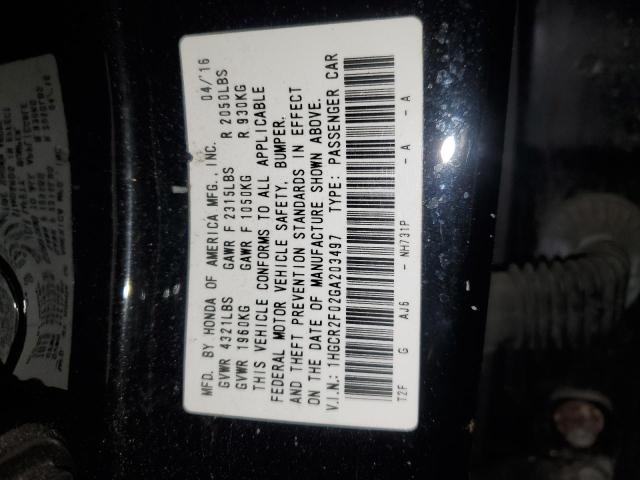 MFD. BY HONDA OF AMERICA MFG., INC. 04/'16
GVWR 4321LBS GAWR F 2315LBS R 2050LBS
GVWR 1960KG GAWR F 1050KG R 930KG
THIS VEHICLE CONFORMS TO ALL APPLICABLE
FEDERAL MOTOR VEHICLE SAFETY, BUMPER,
AND THEFT PREVENTION STANDARDS IN EFFECT
ON THE DATE OF MANUFACTURE SHOWN ABOVE.
V.I.N.: 1HGCR2F02GA203497 TYPE: PASSENGER CAR
T2F G AJ6 - NH731P - A - A